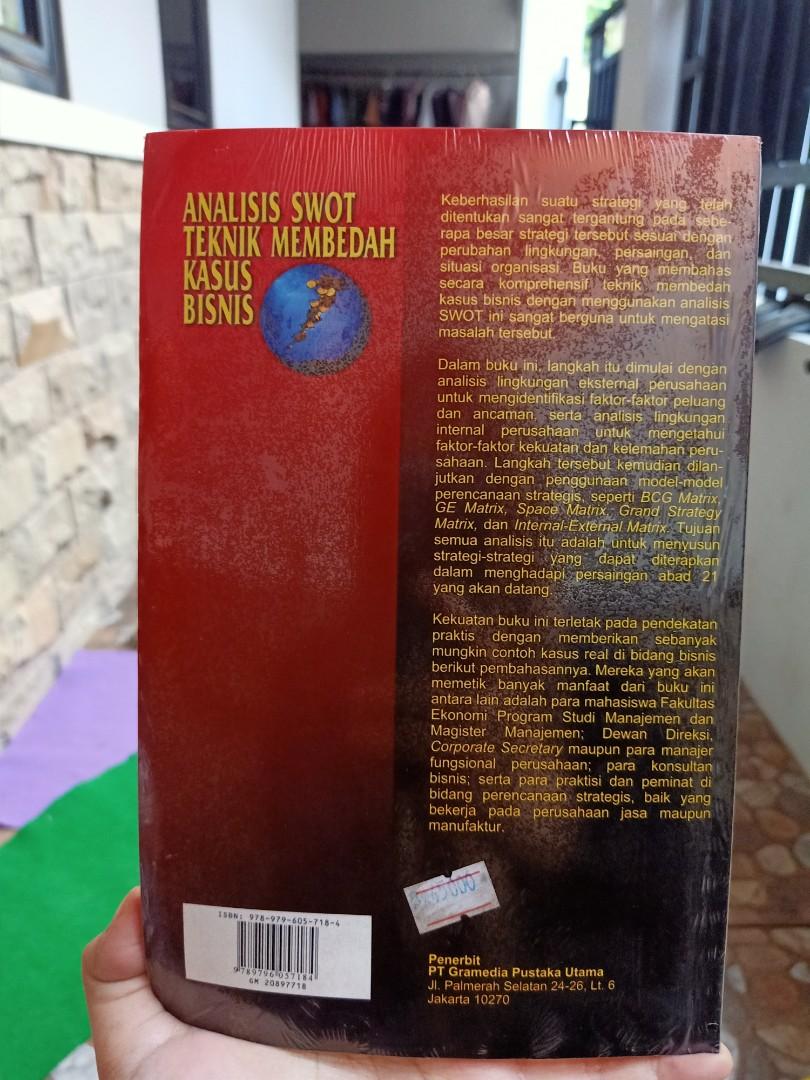 ANALISIS SWOT
TEKNIK MEMBEDAH
KASUS
BISNIS
Keberhasilan suatu strategi yang telah
ditentukan sangat tergantung pada sebe-
rapa besar strategi tersebut sesuai dengan
perubahan lingkungan, persaingan, dan
situasi organisasi. Buku yang membahas
secara komprehensif teknik membedah
kasus bisnis dengan menggunakan analisis
SWOT ini sangat berguna untuk mengatasi
masalah tersebut.
Dalam buku ini, langkah itu dimulai dengan
analisis lingkungan eksternal perusahaan
untuk mengidentifikasi faktor-faktor peluang
dan ancaman, serta analisis lingkungan
internal perusahaan untuk mengetahui
faktor-faktor kekuatan dan kelemahan peru-
sahaan. Langkah tersebut kemudian dilan-
jutkan dengan penggunaan model-model
perencanaan strategis, seperti BCG Matrix,
GE Matrix, Space Matrix, Grand Strategy
Matrix, dan Internal-External Matrix. Tujuan
semua analisis itu adalah untuk menyusun
strategi-strategi yang dapat diterapkan
dalam menghadapi persaingan abad 21
yang akan datang.
Kekuatan buku ini terletak pada pendekatan
praktis dengan memberikan sebanyak
mungkin contoh kasus real di bidang bisnis
berikut pembahasannya. Mereka yang akan
memetik banyak manfaat dari buku ini
antara lain adalah para mahasiswa Fakultas
Ekonomi Program Studi Manajemen dan
Magister Manajemen; Dewan Direksi,
Corporate Secretary maupun para manajer
fungsional perusahaan; para konsultan
bisnis; serta para praktisi dan peminat di
bidang perencanaan strategis, baik yang
bekerja pada perusahaan jasa maupun
manufaktur.
ISBN: 978-979-605-718-4
9 789796 057184
GM 20897718
Penerbit
PT Gramedia Pustaka Utama
Jl. Palmerah Selatan 24-26, Lt. 6
Jakarta 10270